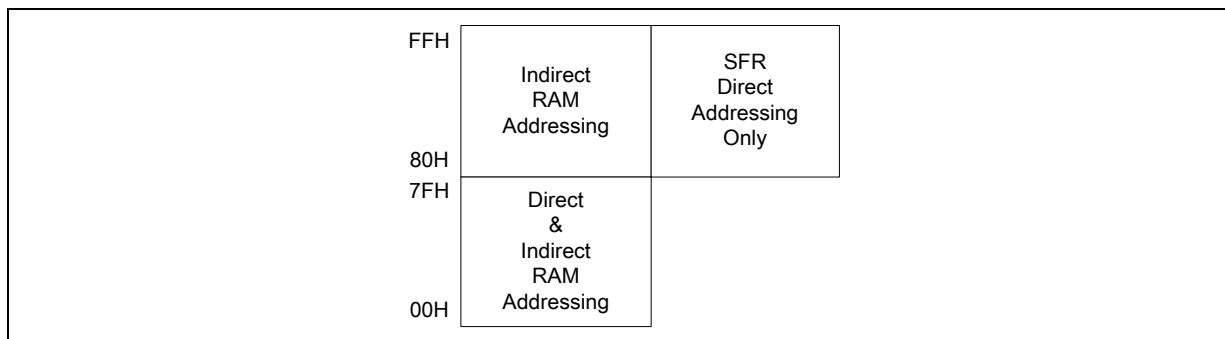 FFH
Indirect
RAM
Addressing
SFR
Direct
Addressing
Only
80H
7FH
Direct
&
Indirect
RAM
Addressing
00H